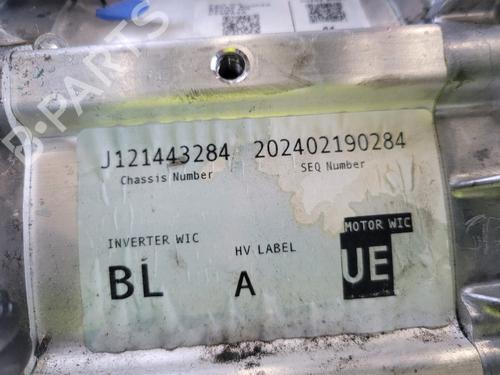 J121443284 202402190284
Chassis Number SEQ Number
INVERTER WIC HV LABEL MOTOR WIC
BL A UE
B-PARTS